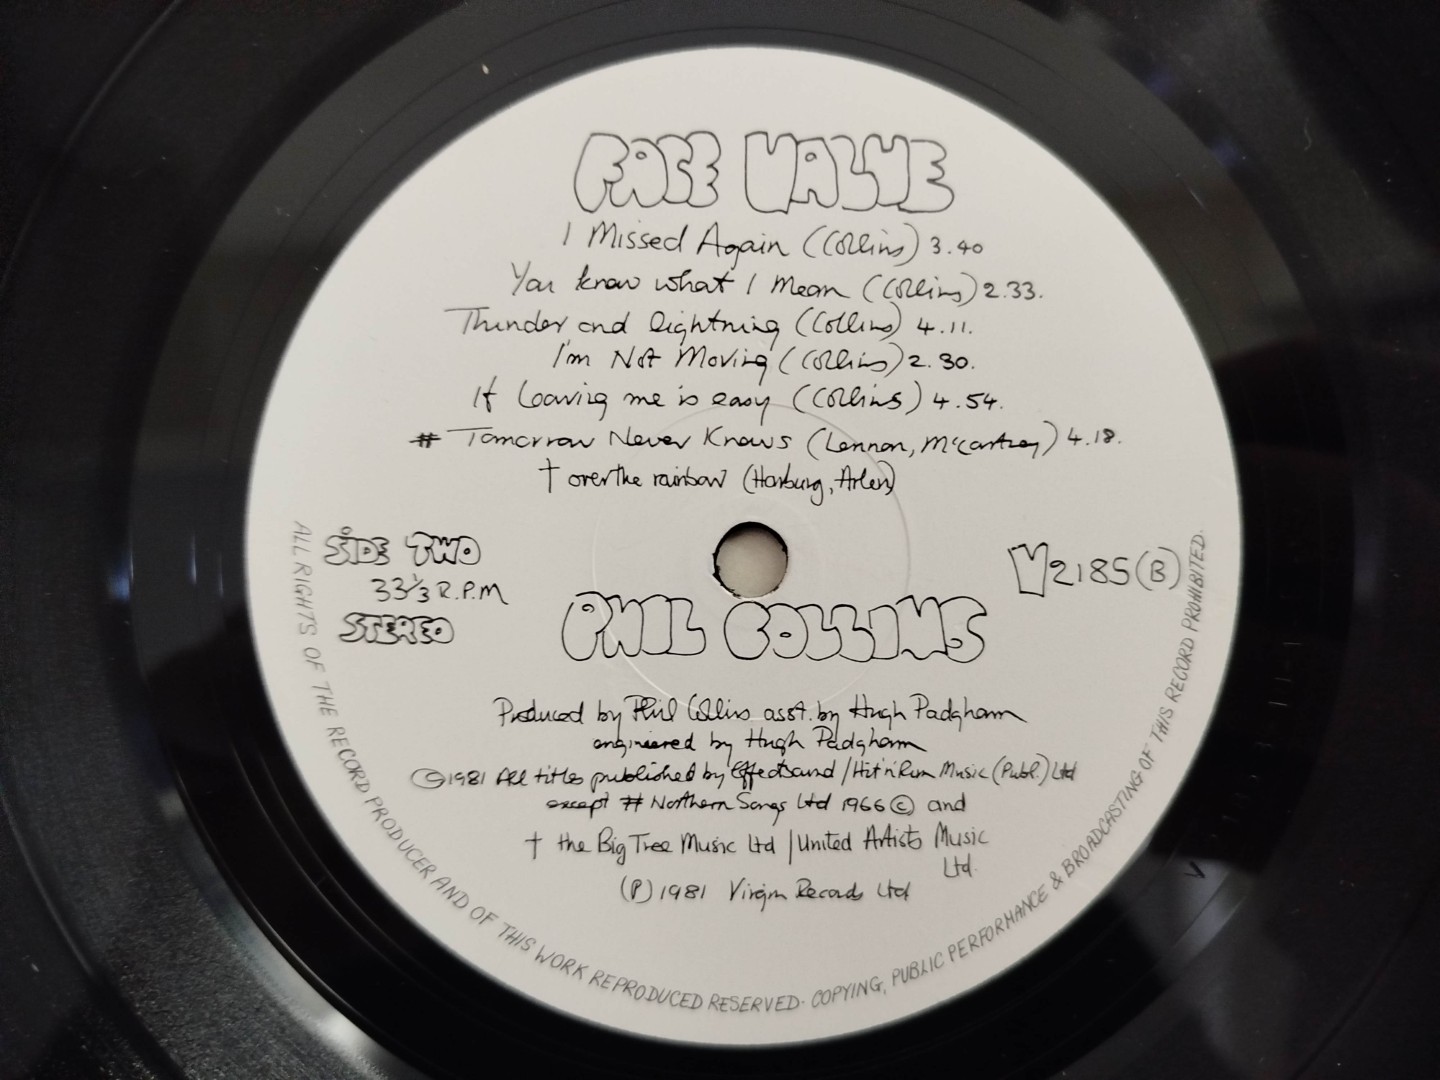 FACE VALUE
I Missed Again (Collins) 3.40
You know what I Mean (Collins) 2.33.
Thunder and lightning (Collins) 4.11.
I'm Not Moving (Collins) 2.30.
If Leaving me is easy (Collins) 4.54.
# Tomorrow Never Knows (Lennon, McCartney) 4.18.
† over the rainbow (Harburg, Arlen)
SIDE TWO
33⅓ R.P.M
STEREO
V2185 (B)
PHIL COLLINS
Produced by Phil Collins asst. by Hugh Padgham
engineered by Hugh Padgham
© 1981 All titles published by Effectsound / Hit'n'Run Music (Publ.) Ltd
except # Northern Songs Ltd 1966 © and
† the Big Tree Music Ltd / United Artists Music
Ltd.
(P) 1981 Virgin Records Ltd
ALL RIGHTS OF THE RECORD PRODUCER AND OF THIS WORK REPRODUCED RESERVED· COPYING, PUBLIC PERFORMANCE & BROADCASTING OF THIS RECORD PROHIBITED.